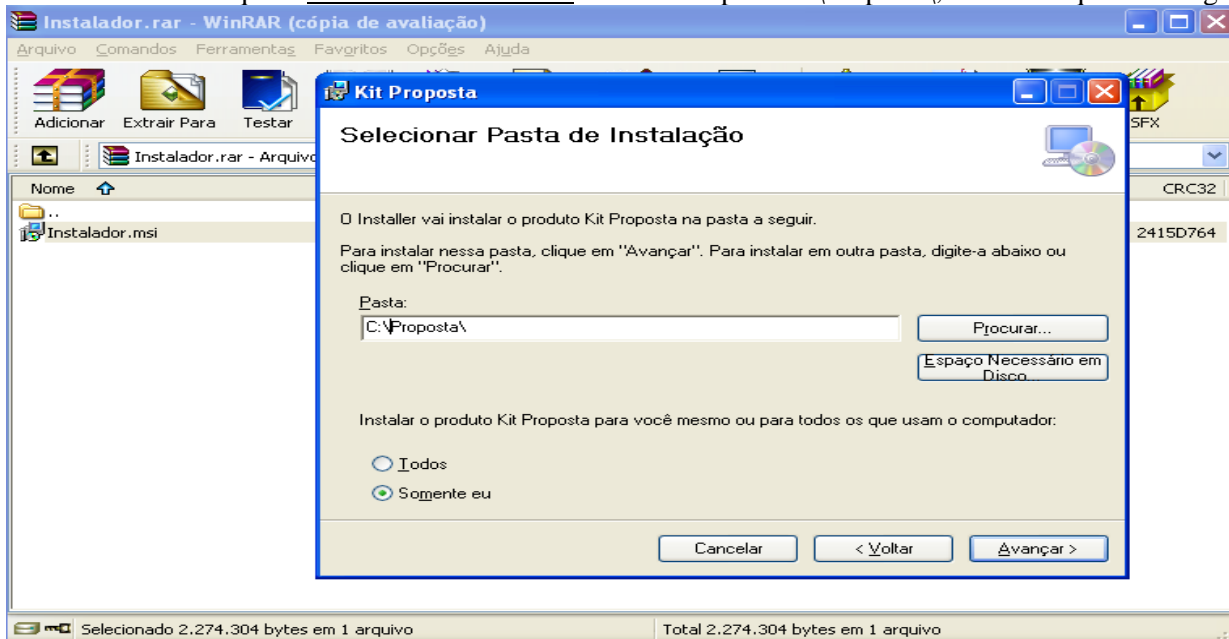 Instalador.rar - WinRAR (cópia de avaliação)
Arquivo Comandos Ferramentas Favoritos Opções Ajuda
Adicionar Extrair Para Testar SFX
Instalador.rar - Arquivo
Nome CRC32
..
Instalador.msi 2415D764
Kit Proposta
Selecionar Pasta de Instalação
O Installer vai instalar o produto Kit Proposta na pasta a seguir.
Para instalar nessa pasta, clique em "Avançar". Para instalar em outra pasta, digite-a abaixo ou
clique em "Procurar".
Pasta:
C:\Proposta\
Procurar...
Espaço Necessário em
Disco...
Instalar o produto Kit Proposta para você mesmo ou para todos os que usam o computador:
Todos
Somente eu
Cancelar < Voltar Avançar >
Selecionado 2.274.304 bytes em 1 arquivo Total 2.274.304 bytes em 1 arquivo